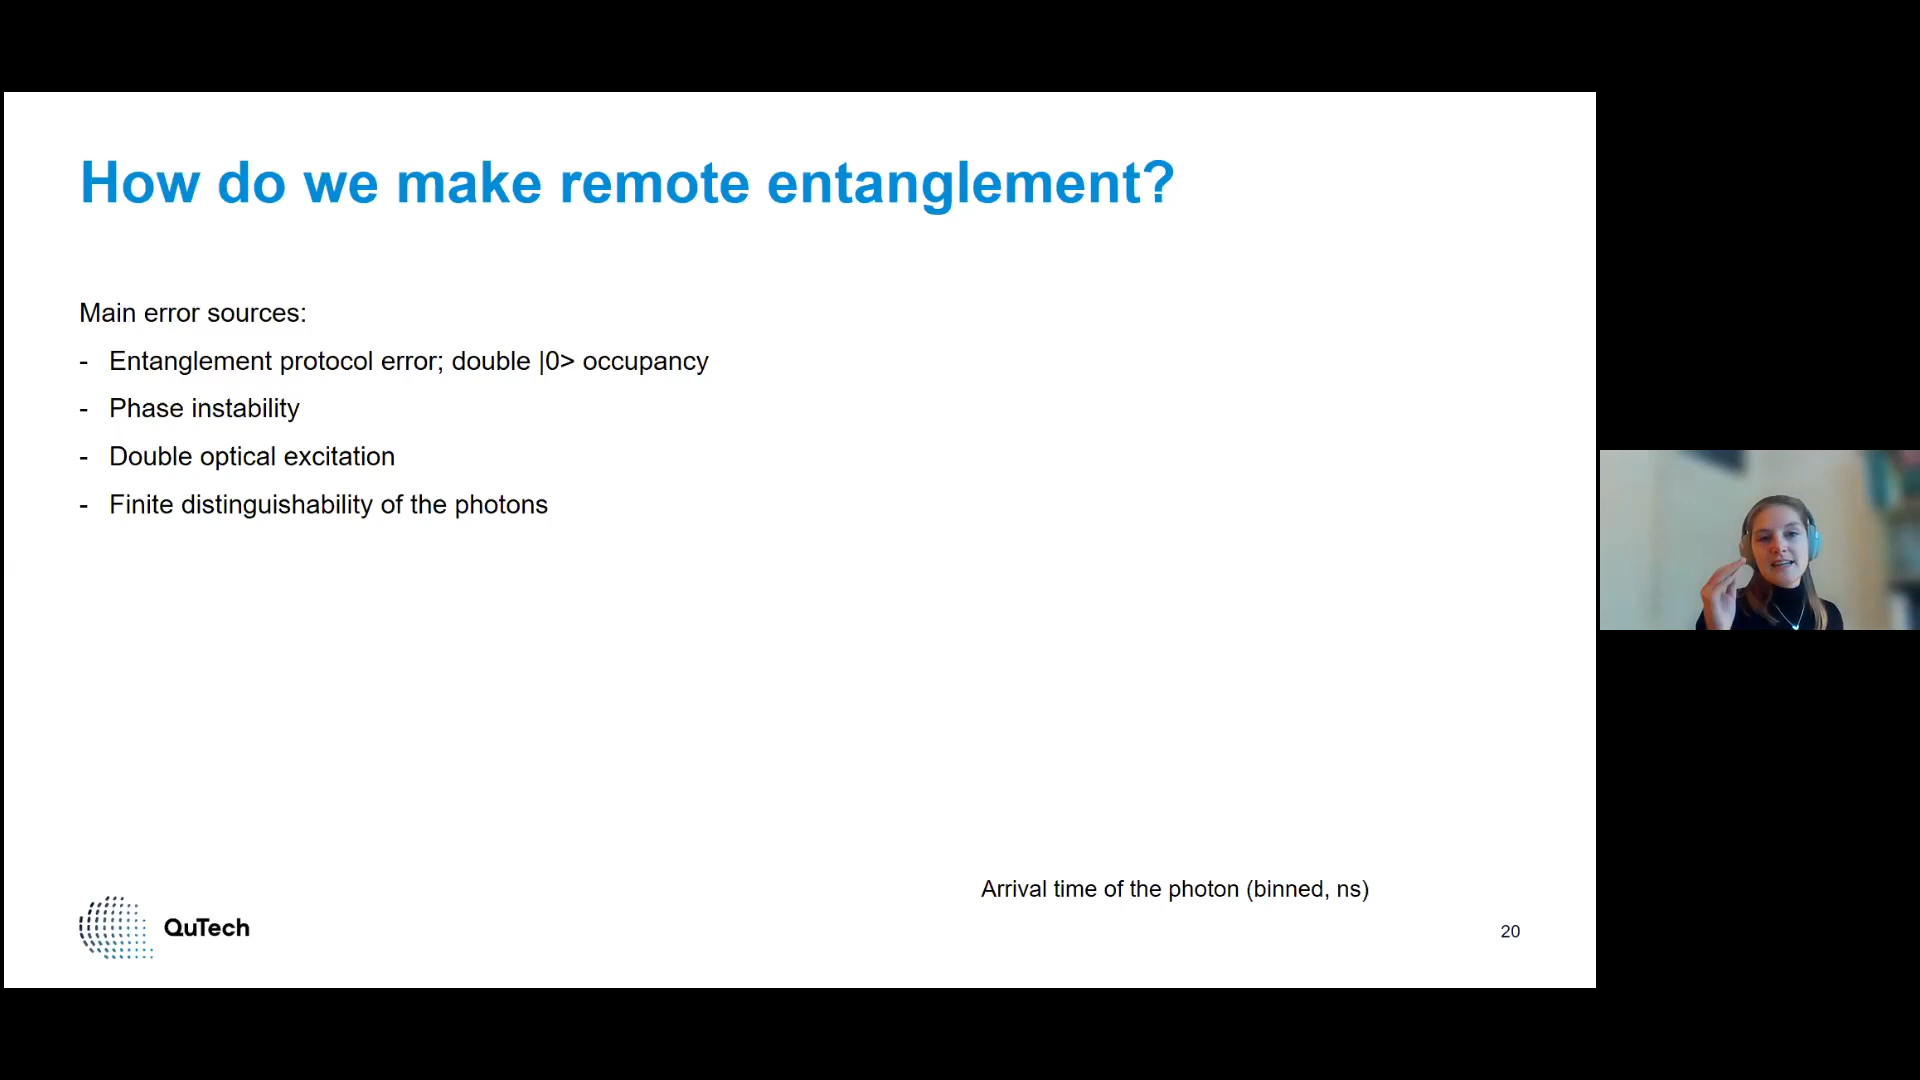 How do we make remote entanglement?
Main error sources:
- Entanglement protocol error; double |0> occupancy
- Phase instability
- Double optical excitation
- Finite distinguishability of the photons
Arrival time of the photon (binned, ns)
QuTech
20